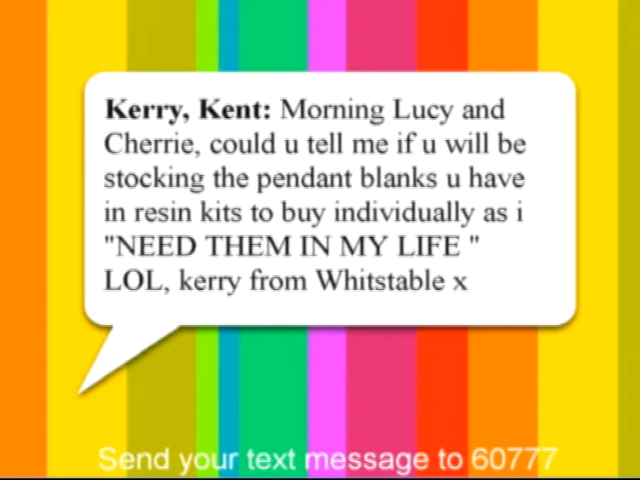 Kerry, Kent: Morning Lucy and
Cherrie, could u tell me if u will be
stocking the pendant blanks u have
in resin kits to buy individually as i
"NEED THEM IN MY LIFE "
LOL, kerry from Whitstable x
Send your text message to 60777